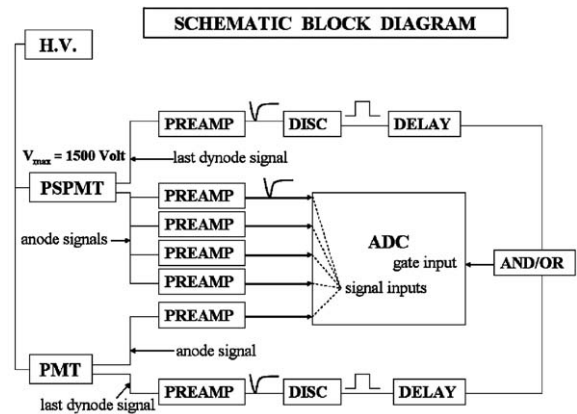 SCHEMATIC BLOCK DIAGRAM
H.V.
PREAMP
DISC
DELAY
Vmax = 1500 Volt
last dynode signal
PSPMT
PREAMP
PREAMP
anode signals
ADC
PREAMP
gate input
AND/OR
PREAMP
signal inputs
PREAMP
anode signal
PMT
last dynode signal
PREAMP
DISC
DELAY